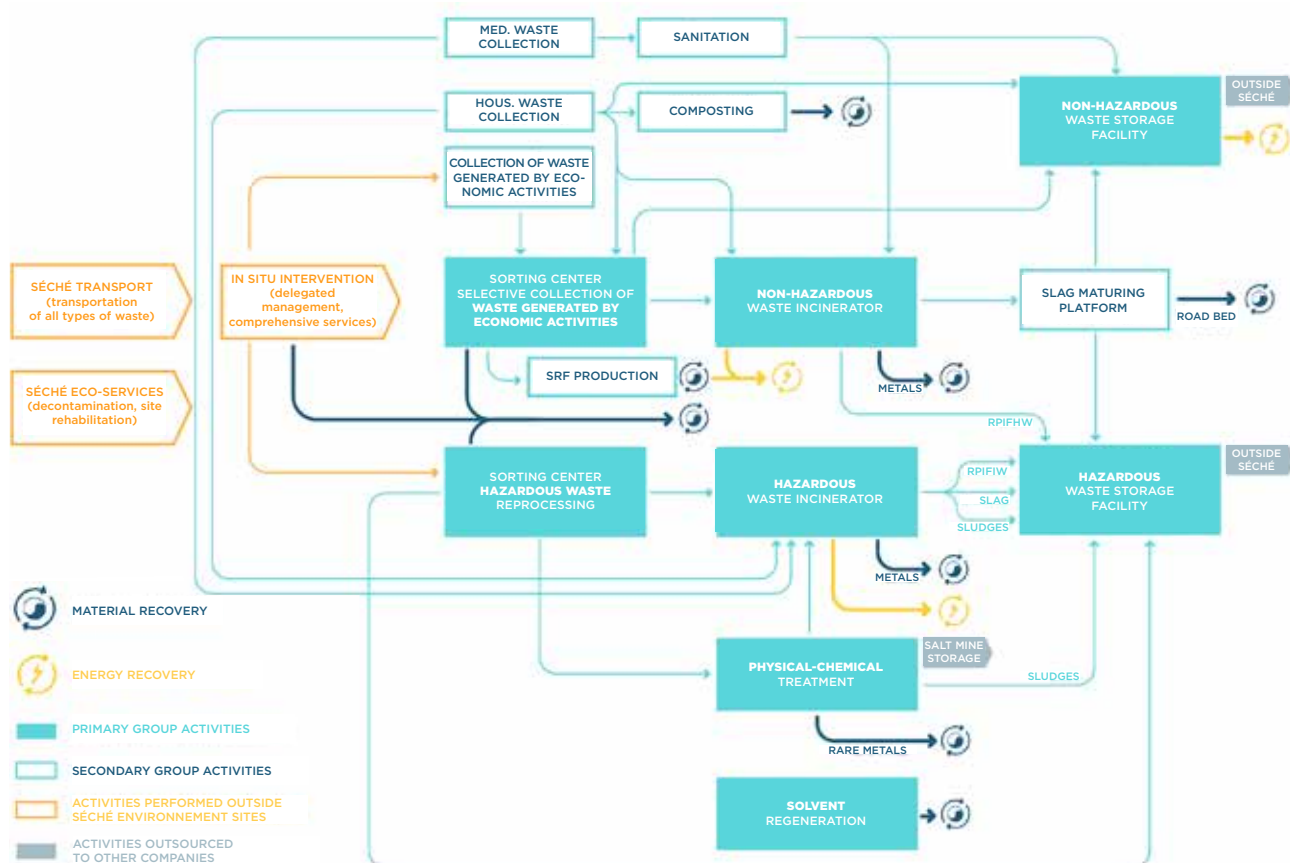 MED. WASTE
COLLECTION
SANITATION
HOUS. WASTE
COLLECTION
COMPOSTING
NON-HAZARDOUS
WASTE STORAGE
FACILITY
OUTSIDE
SÉCHÉ
COLLECTION OF WASTE
GENERATED BY ECO-
NOMIC ACTIVITIES
SÉCHÉ TRANSPORT
(transportation
of all types of waste)
IN SITU INTERVENTION
(delegated
management,
comprehensive services)
SORTING CENTER
SELECTIVE COLLECTION OF
WASTE GENERATED BY
ECONOMIC ACTIVITIES
NON-HAZARDOUS
WASTE INCINERATOR
SLAG MATURING
PLATFORM
ROAD BED
SRF PRODUCTION
METALS
SÉCHÉ ECO-SERVICES
(decontamination, site
rehabilitation)
RPIFHW
SORTING CENTER
HAZARDOUS WASTE
REPROCESSING
HAZARDOUS
WASTE INCINERATOR
RPIFIW
SLAG
SLUDGES
HAZARDOUS
WASTE STORAGE
FACILITY
OUTSIDE
SÉCHÉ
METALS
PHYSICAL-CHEMICAL
TREATMENT
SALT MINE
STORAGE
SLUDGES
RARE METALS
SOLVENT
REGENERATION
MATERIAL RECOVERY
ENERGY RECOVERY
PRIMARY GROUP ACTIVITIES
SECONDARY GROUP ACTIVITIES
ACTIVITIES PERFORMED OUTSIDE
SÉCHÉ ENVIRONNEMENT SITES
ACTIVITIES OUTSOURCED
TO OTHER COMPANIES